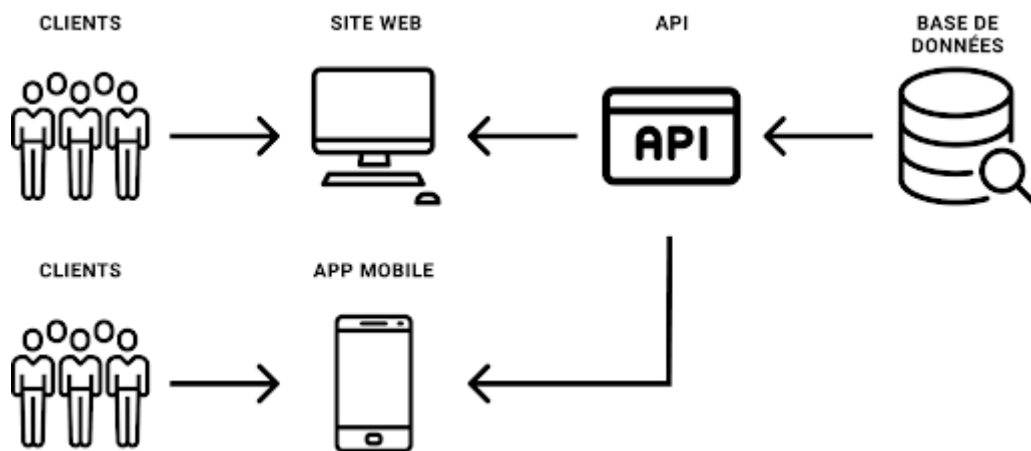 CLIENTS
SITE WEB
API
BASE DE
DONNÉES
API
CLIENTS
APP MOBILE